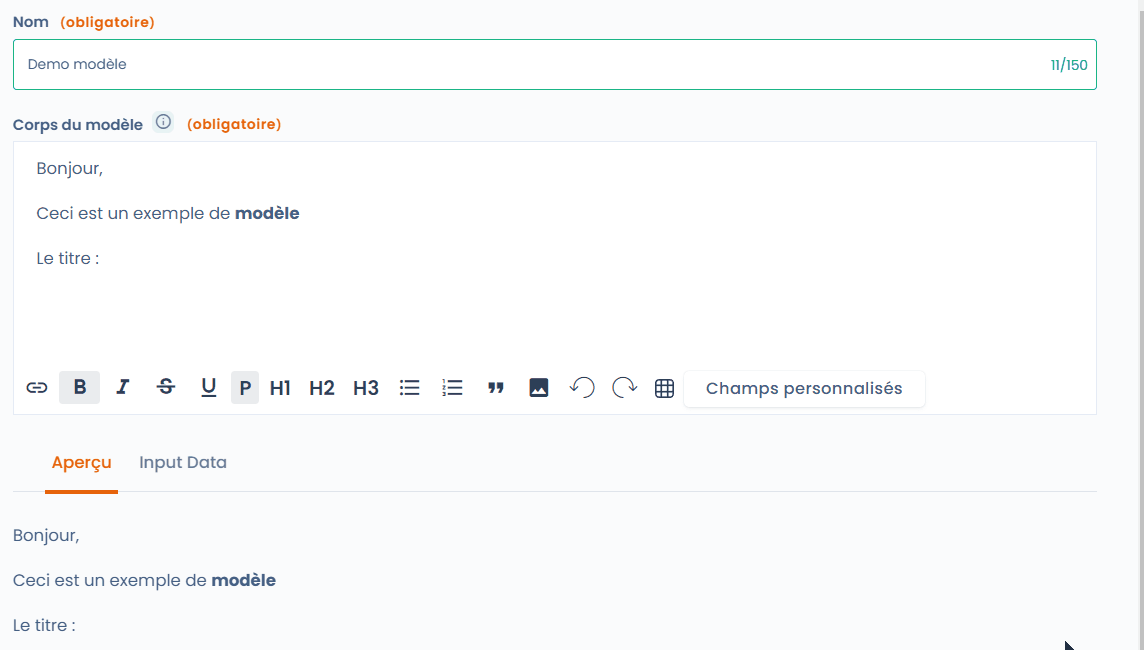 Nom (obligatoire)
Demo modèle 11/150
Corps du modèle (obligatoire)
Bonjour,
Ceci est un exemple de modèle
Le titre :
B I S U P H1 H2 H3 Champs personnalisés
Aperçu Input Data
Bonjour,
Ceci est un exemple de modèle
Le titre :